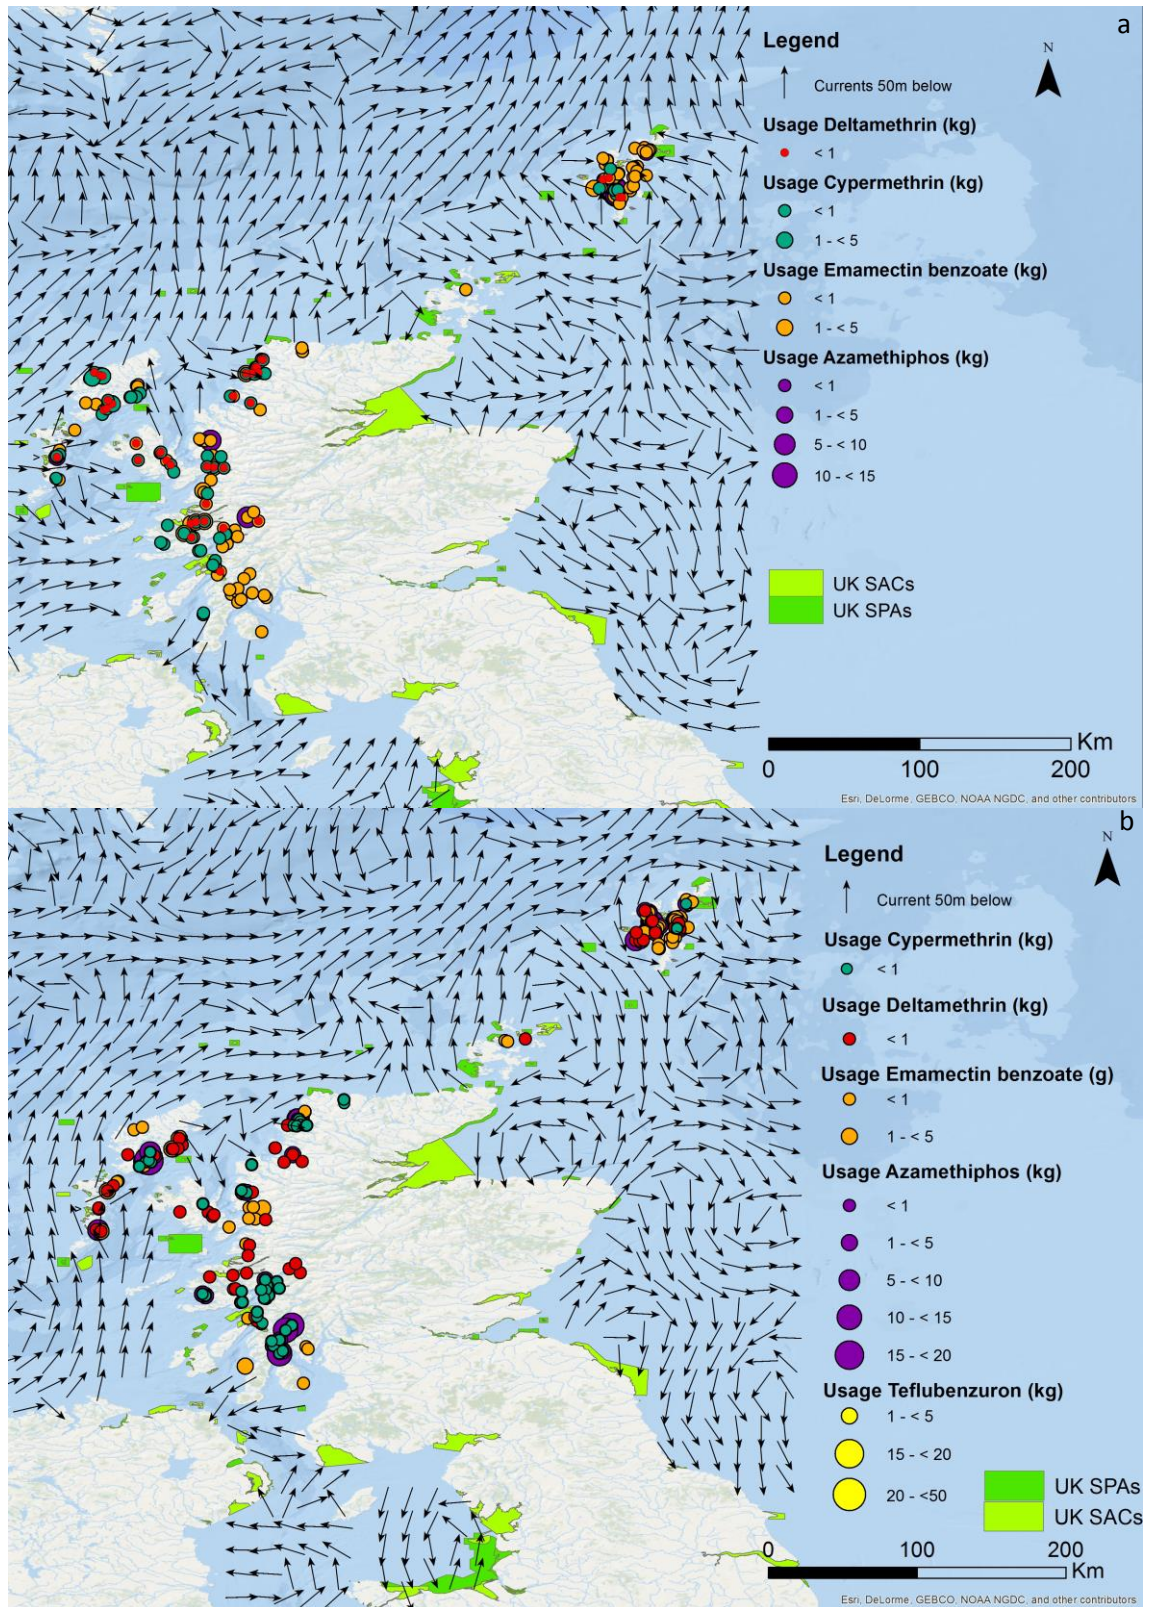 a
Legend
N
Currents 50m below
Usage Deltamethrin (kg)
< 1
Usage Cypermethrin (kg)
< 1
1 - < 5
Usage Emamectin benzoate (kg)
< 1
1 - < 5
Usage Azamethiphos (kg)
< 1
1 - < 5
5 - < 10
10 - < 15
UK SACs
UK SPAs
Km
0 100 200
Esri, DeLorme, GEBCO, NOAA NGDC, and other contributors
b
N
Legend
Current 50m below
Usage Cypermethrin (kg)
< 1
Usage Deltamethrin (kg)
< 1
Usage Emamectin benzoate (g)
< 1
1 - < 5
Usage Azamethiphos (kg)
< 1
1 - < 5
5 - < 10
10 - < 15
15 - < 20
Usage Teflubenzuron (kg)
1 - < 5
15 - < 20
20 - <50
UK SPAs
UK SACs
0 100 200
Km
Esri, DeLorme, GEBCO, NOAA NGDC, and other contributors